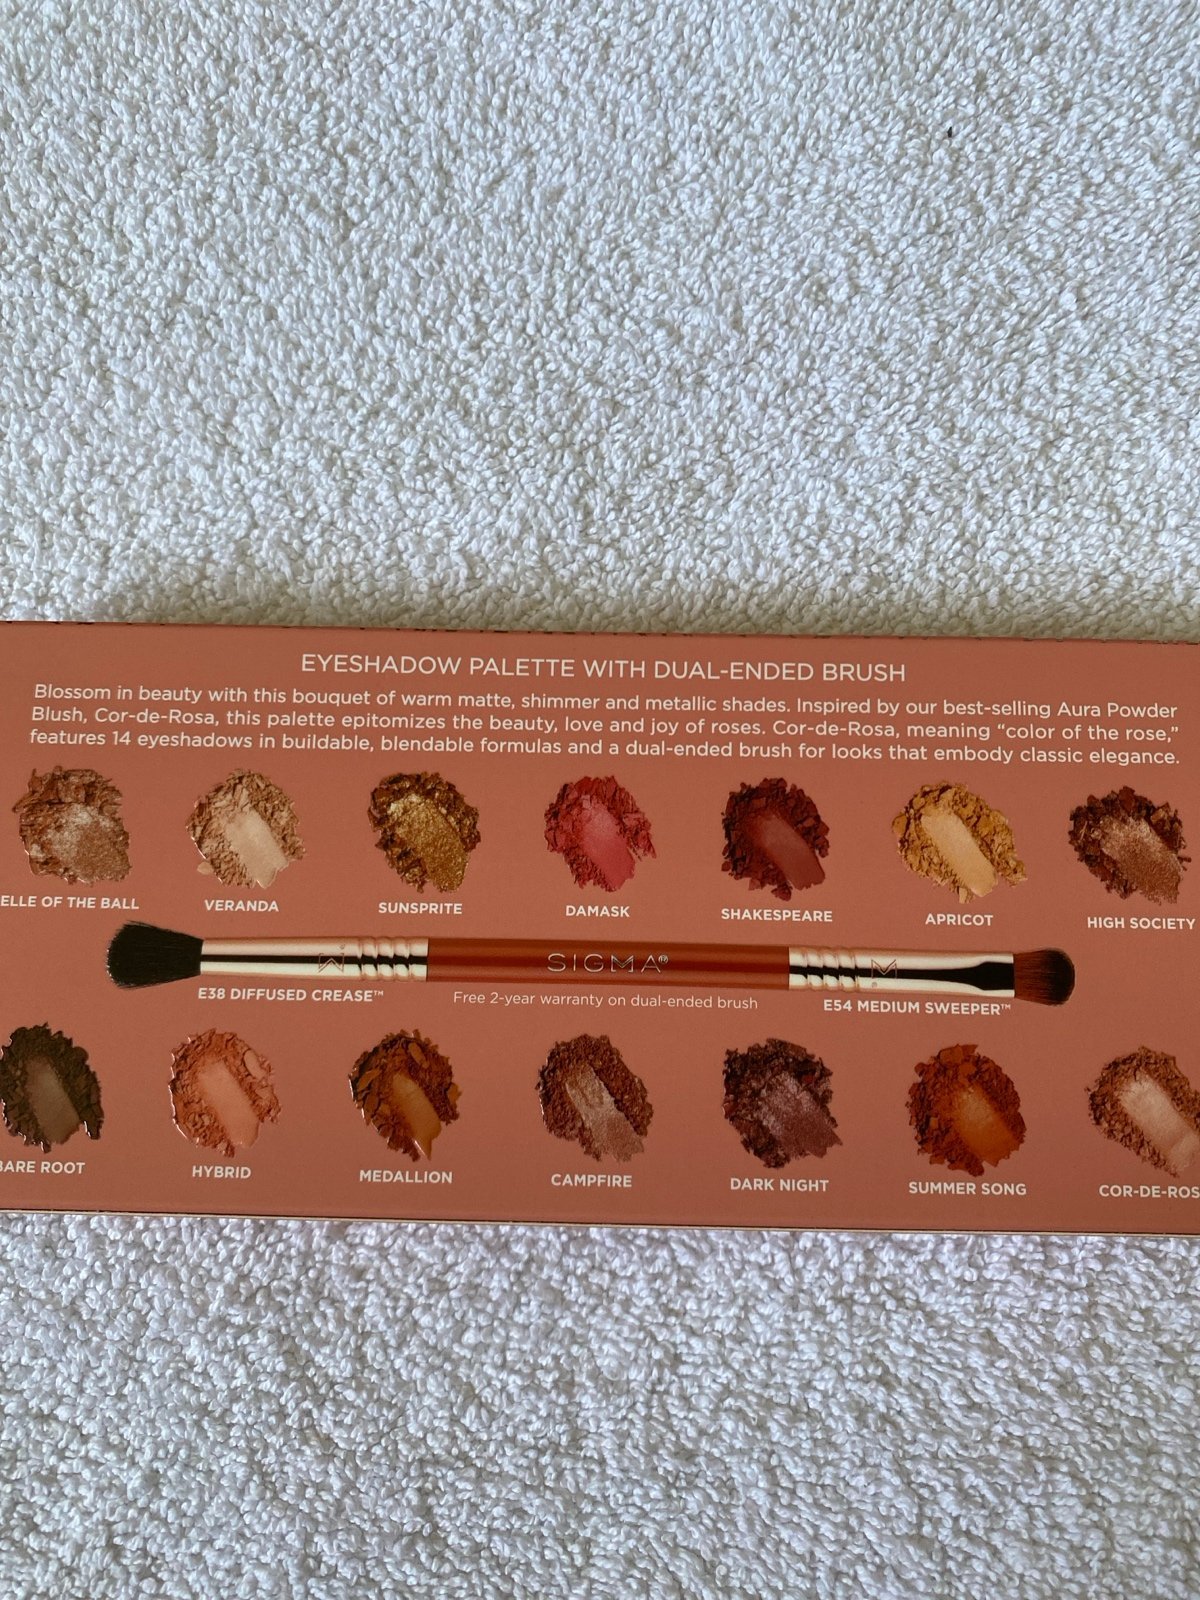 EYESHADOW PALETTE WITH DUAL-ENDED BRUSH
Blossom in beauty with this bouquet of warm matte, shimmer and metallic shades. Inspired by our best-selling Aura Powder
Blush, Cor-de-Rosa, this palette epitomizes the beauty, love and joy of roses. Cor-de-Rosa, meaning “color of the rose,”
features 14 eyeshadows in buildable, blendable formulas and a dual-ended brush for looks that embody classic elegance.
ELLE OF THE BALL VERANDA SUNSPRITE DAMASK SHAKESPEARE APRICOT HIGH SOCIETY
SIGMA®
E38 DIFFUSED CREASE™ Free 2-year warranty on dual-ended brush E54 MEDIUM SWEEPER™
BARE ROOT HYBRID MEDALLION CAMPFIRE DARK NIGHT SUMMER SONG COR-DE-ROS